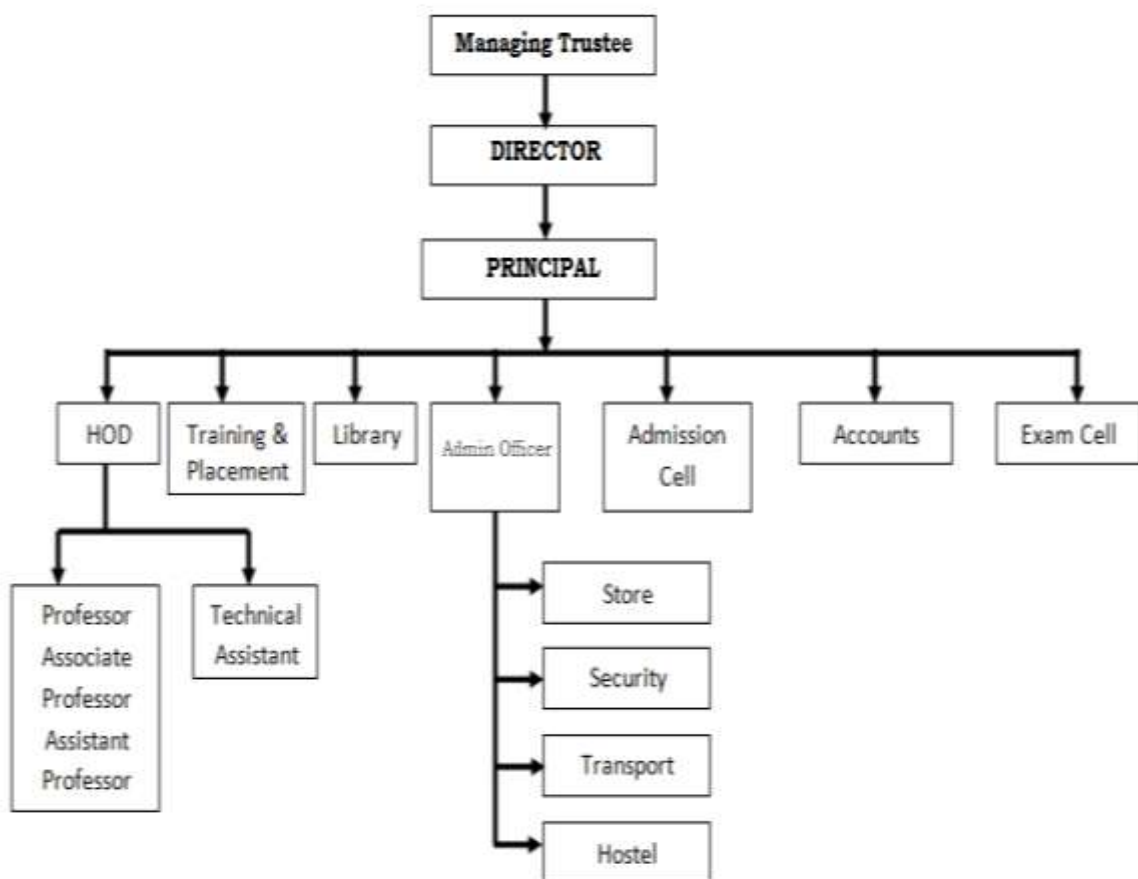 Managing Trustee
DIRECTOR
PRINCIPAL
HOD
Training &
Placement
Library
Admin Officer
Admission
Cell
Accounts
Exam Cell
Professor
Associate
Professor
Assistant
Professor
Technical
Assistant
Store
Security
Transport
Hostel